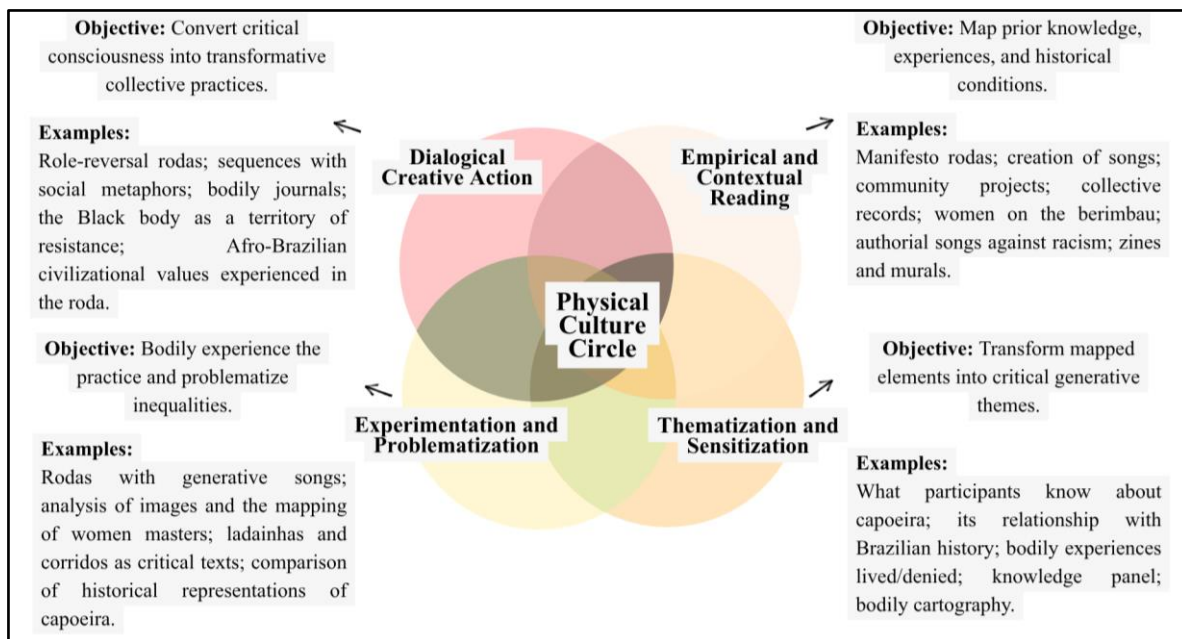 Objective: Convert critical
consciousness into transformative
collective practices.
Examples:
Role-reversal rodas; sequences with
social metaphors; bodily journals;
the Black body as a territory of
resistance; Afro-Brazilian
civilizational values experienced in
the roda.
Dialogical
Creative Action
Empirical and
Contextual
Reading
Objective: Map prior knowledge,
experiences, and historical
conditions.
Examples:
Manifesto rodas; creation of songs;
community projects; collective
records; women on the berimbau;
authorial songs against racism; zines
and murals.
Physical
Culture
Circle
Objective: Bodily experience the
practice and problematize
inequalities.
Examples:
Rodas with generative songs;
analysis of images and the mapping
of women masters; ladainhas and
corridos as critical texts; comparison
of historical representations of
capoeira.
Experimentation and
Problematization
Thematization and
Sensitization
Objective: Transform mapped
elements into critical generative
themes.
Examples:
What participants know about
capoeira; its relationship with
Brazilian history; bodily experiences
lived/denied; knowledge panel;
bodily cartography.